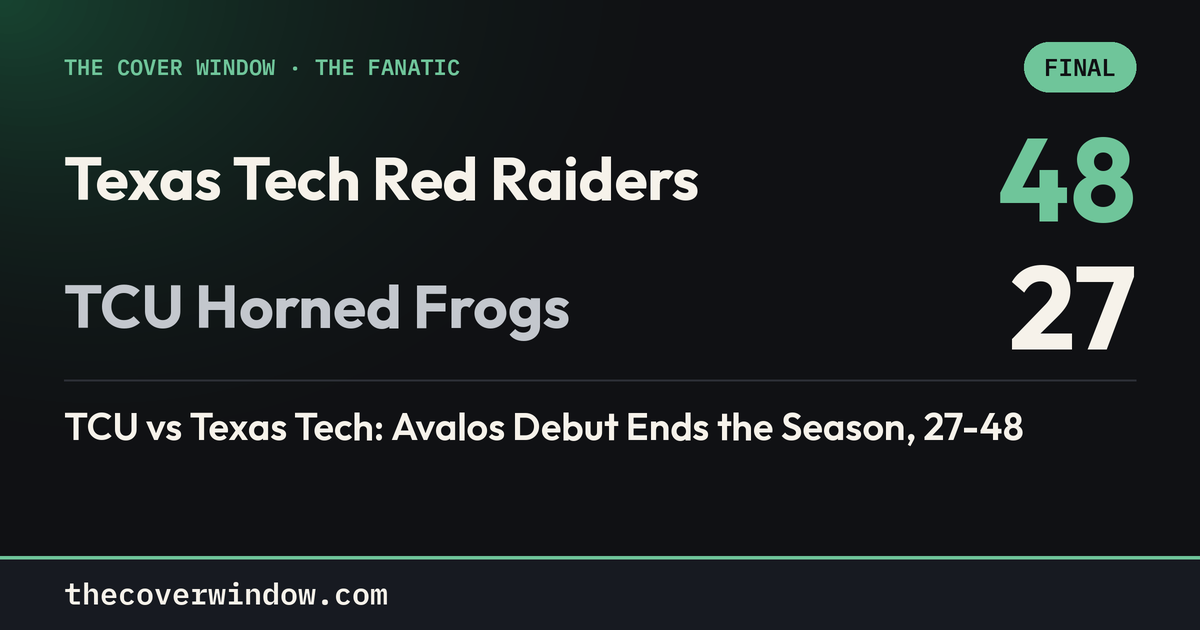 THE COVER WINDOW · THE FANATIC
FINAL
Texas Tech Red Raiders 48
TCU Horned Frogs 27
TCU vs Texas Tech: Avalos Debut Ends the Season, 27-48
thecoverwindow.com